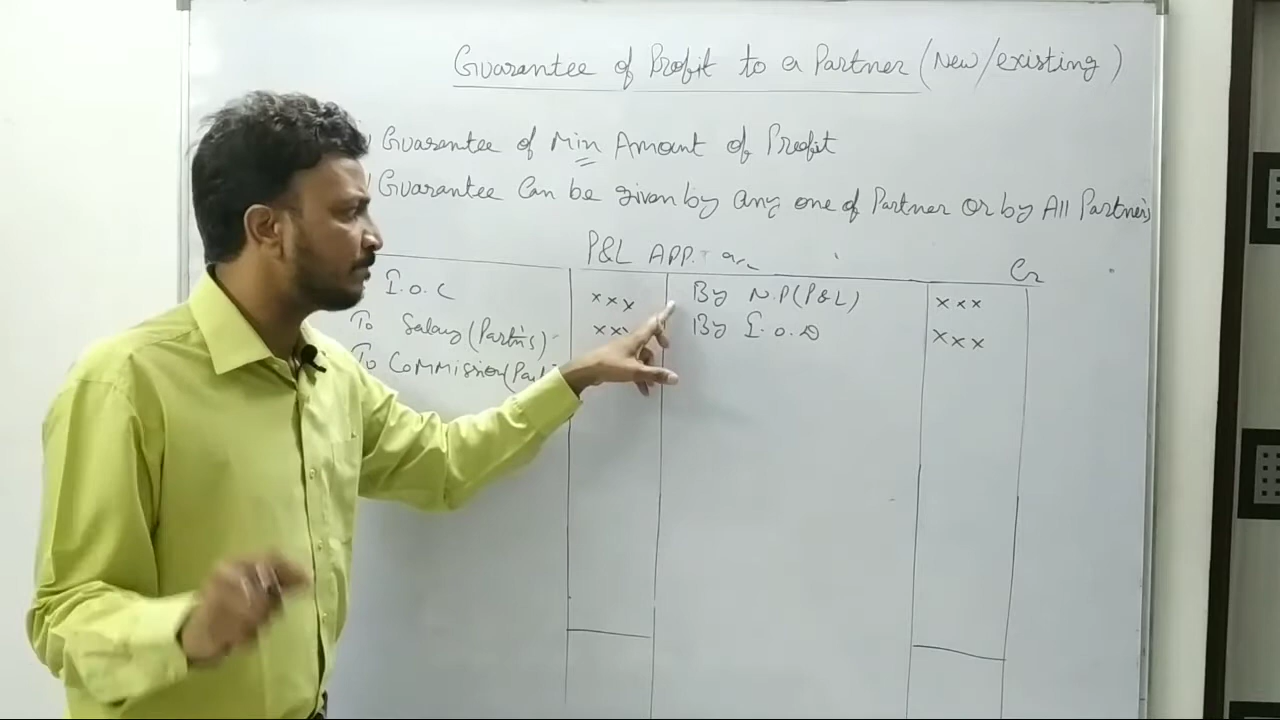 Guarantee of Profit to a Partner (New/existing)
Guarantee of Min Amount of Profit
Guarantee Can be given by any one of Partner or by All Partners
P&L APP. a/c
Cr
I.O.C xxx By N.P(P&L) xxx
To Salary(Partn's) xxx By I.O.D xxx
To Commission(Par